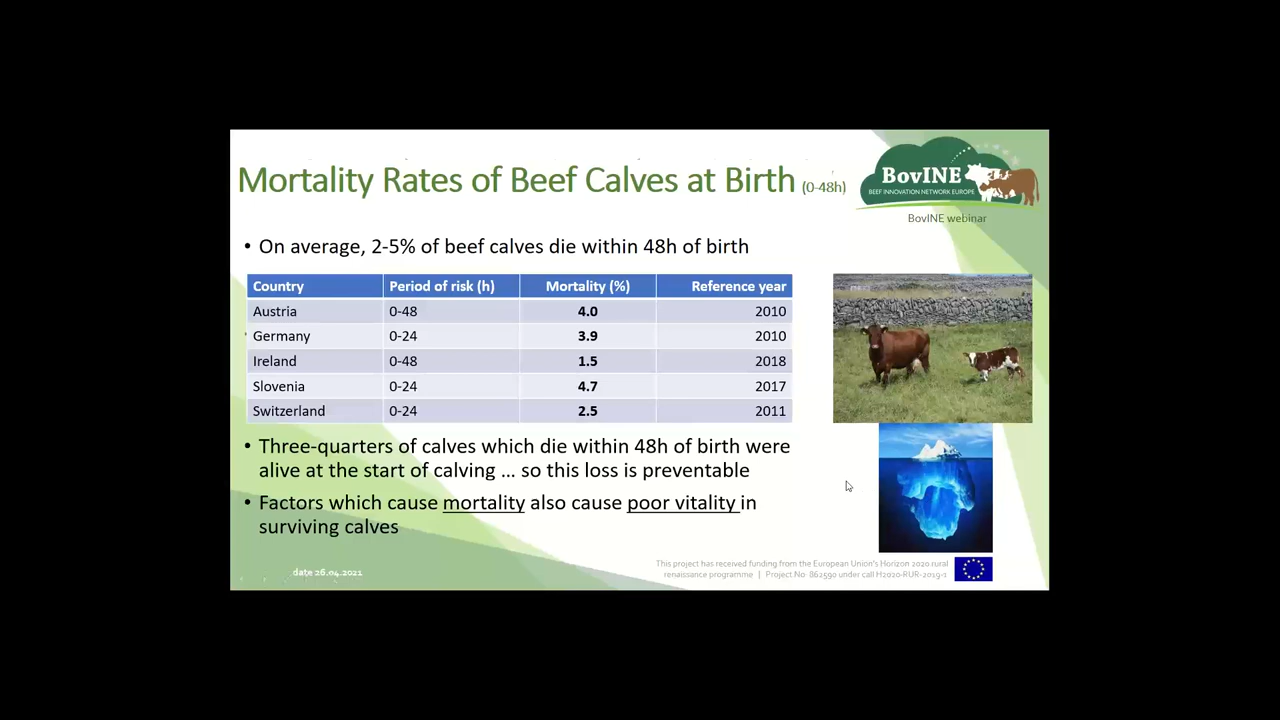 Mortality Rates of Beef Calves at Birth (0-48h)
BovINE
BEEF INNOVATION NETWORK EUROPE
BovINE webinar
• On average, 2-5% of beef calves die within 48h of birth
Country Period of risk (h) Mortality (%) Reference year
Austria 0-48 4.0 2010
Germany 0-24 3.9 2010
Ireland 0-48 1.5 2018
Slovenia 0-24 4.7 2017
Switzerland 0-24 2.5 2011
• Three-quarters of calves which die within 48h of birth were
alive at the start of calving ... so this loss is preventable
• Factors which cause mortality also cause poor vitality in
surviving calves
date 26.04.2021
This project has received funding from the European Union's Horizon 2020 rural
renaissance programme | Project No 862590 under call H2020-RUR-2019-1